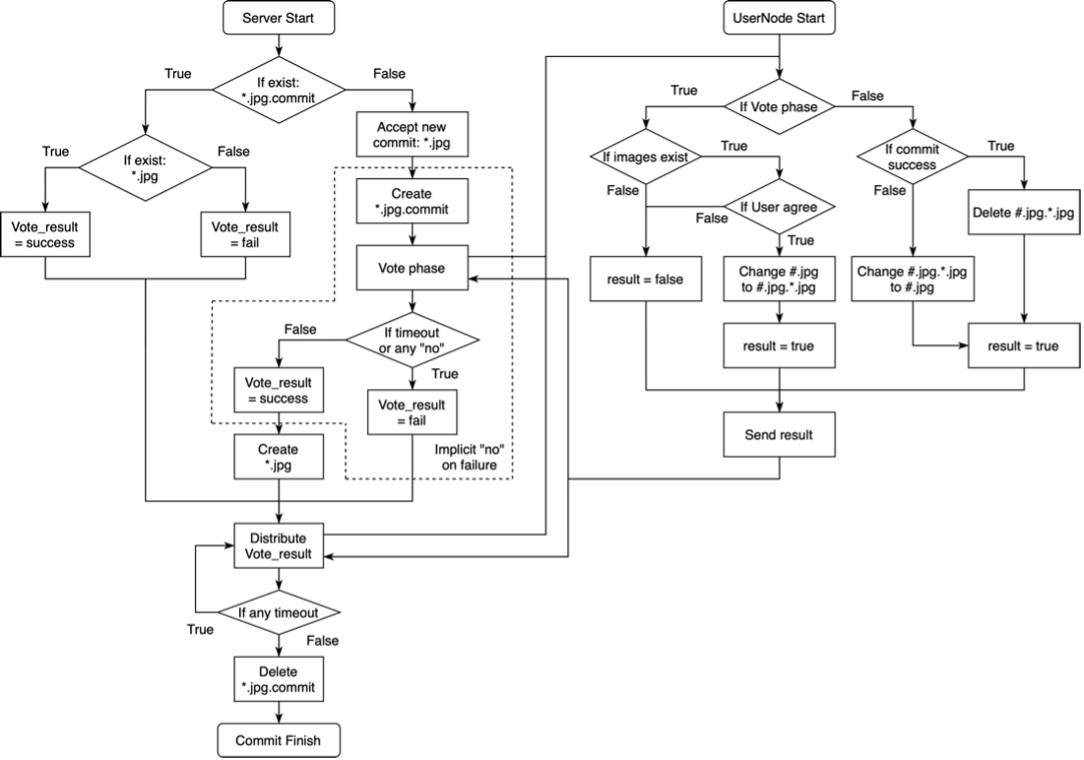 Server Start
True
If exist:
*.jpg.commit
False
Accept new
commit: *.jpg
True
If exist:
*.jpg
False
Vote_result
= success
Vote_result
= fail
Create
*.jpg.commit
Vote phase
False
If timeout
or any "no"
True
Vote_result
= success
Vote_result
= fail
Implicit "no"
on failure
Create
*.jpg
Distribute
Vote_result
If any timeout
True
False
Delete
*.jpg.commit
Commit Finish
UserNode Start
True
If Vote phase
False
If images exist
True
False
If User agree
False
True
If commit
success
True
False
Delete #.jpg.*.jpg
result = false
Change #.jpg
to #.jpg.*.jpg
Change #.jpg.*.jpg
to #.jpg
result = true
result = true
Send result